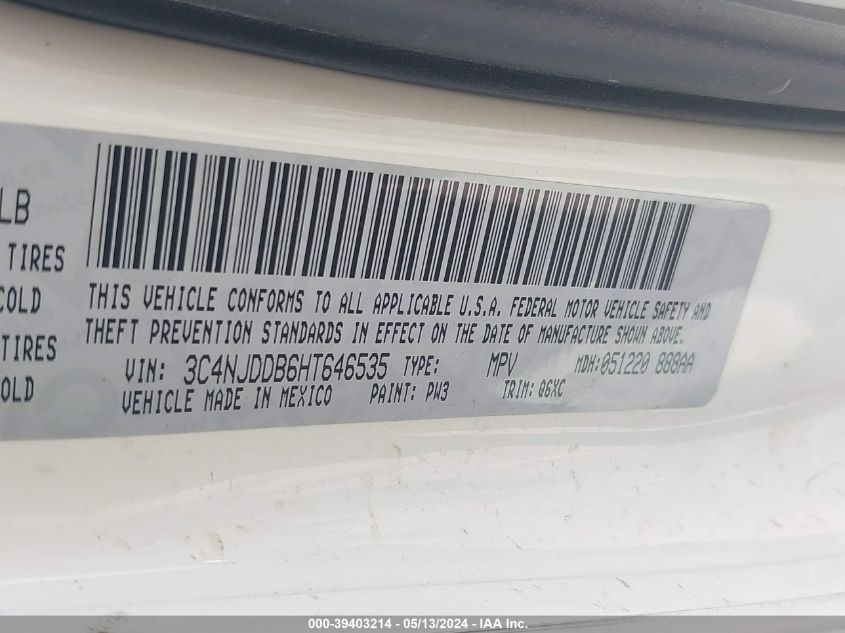 LB
TIRES
COLD
TIRES
OLD
THIS VEHICLE CONFORMS TO ALL APPLICABLE U.S.A. FEDERAL MOTOR VEHICLE SAFETY AND
THEFT PREVENTION STANDARDS IN EFFECT ON THE DATE OF MANUFACTURE SHOWN ABOVE.
VIN: 3C4NJDDB6HT646535 TYPE: MPV MDH: 051220 888AA
VEHICLE MADE IN MEXICO PAINT: PW3 TRIM: Q6XC
000-39403214 - 05/13/2024 - IAA Inc.